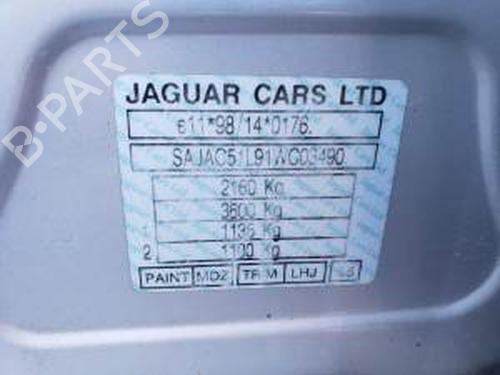 JAGUAR CARS LTD
e11*98/14*0176.
SAJAC51L91WC03490
2160 Kg
3600 Kg
1 1135 Kg
2 1100 Kg
PAINT MDZ TRIM LHJ